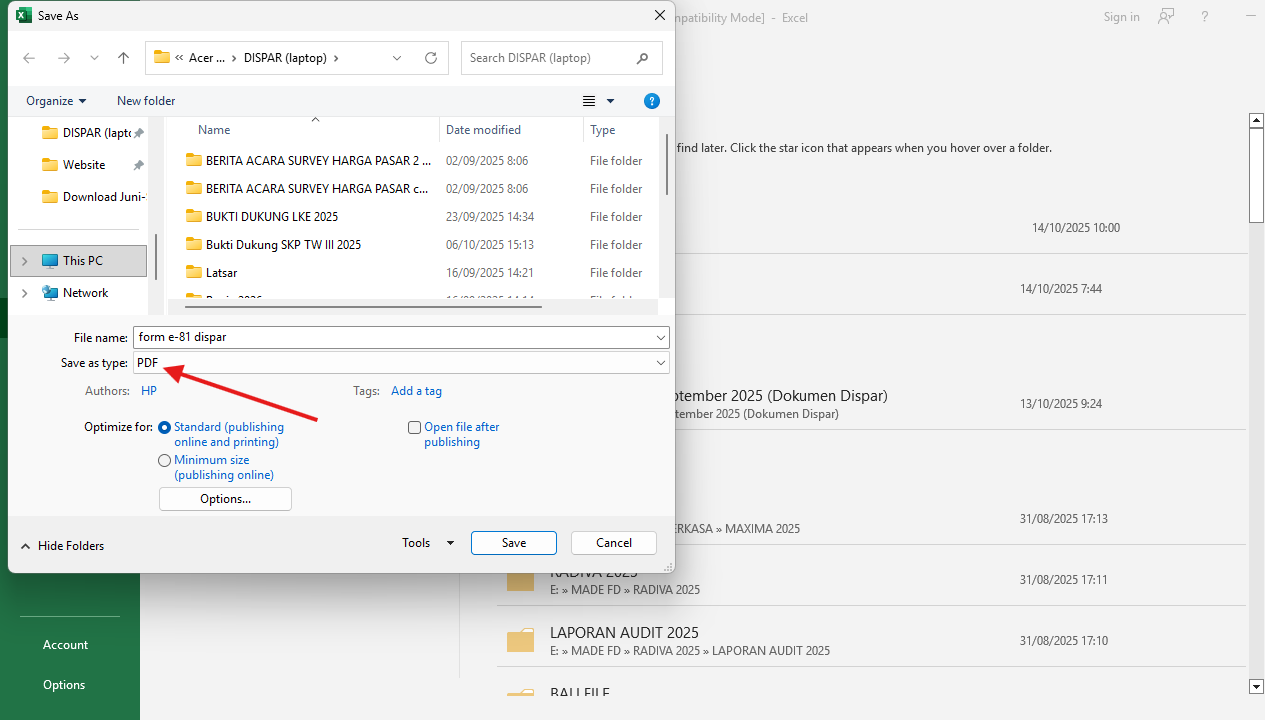 Save As
mpatibility Mode] - Excel
Sign in
?
« Acer ... › DISPAR (laptop) ›
Search DISPAR (laptop)
Organize
New folder
?
DISPAR (lapto
Website
Download Juni-
This PC
Network
Name
Date modified
Type
BERITA ACARA SURVEY HARGA PASAR 2 ...
02/09/2025 8:06
File folder
BERITA ACARA SURVEY HARGA PASAR c...
02/09/2025 8:06
File folder
BUKTI DUKUNG LKE 2025
23/09/2025 14:34
File folder
Bukti Dukung SKP TW III 2025
06/10/2025 15:13
File folder
Latsar
16/09/2025 14:21
File folder
File name:
form e-81 dispar
Save as type:
PDF
Authors:
HP
Tags:
Add a tag
Optimize for:
Standard (publishing
online and printing)
Minimum size
(publishing online)
Open file after
publishing
Options...
Hide Folders
Tools
Save
Cancel
find later. Click the star icon that appears when you hover over a folder.
14/10/2025 10:00
14/10/2025 7:44
ptember 2025 (Dokumen Dispar)
tember 2025 (Dokumen Dispar)
13/10/2025 9:24
ERKASA » MAXIMA 2025
31/08/2025 17:13
RADIVA 2025
E: » MADE FD » RADIVA 2025
31/08/2025 17:11
LAPORAN AUDIT 2025
E: » MADE FD » RADIVA 2025 » LAPORAN AUDIT 2025
31/08/2025 17:10
BALI FILE
Account
Options